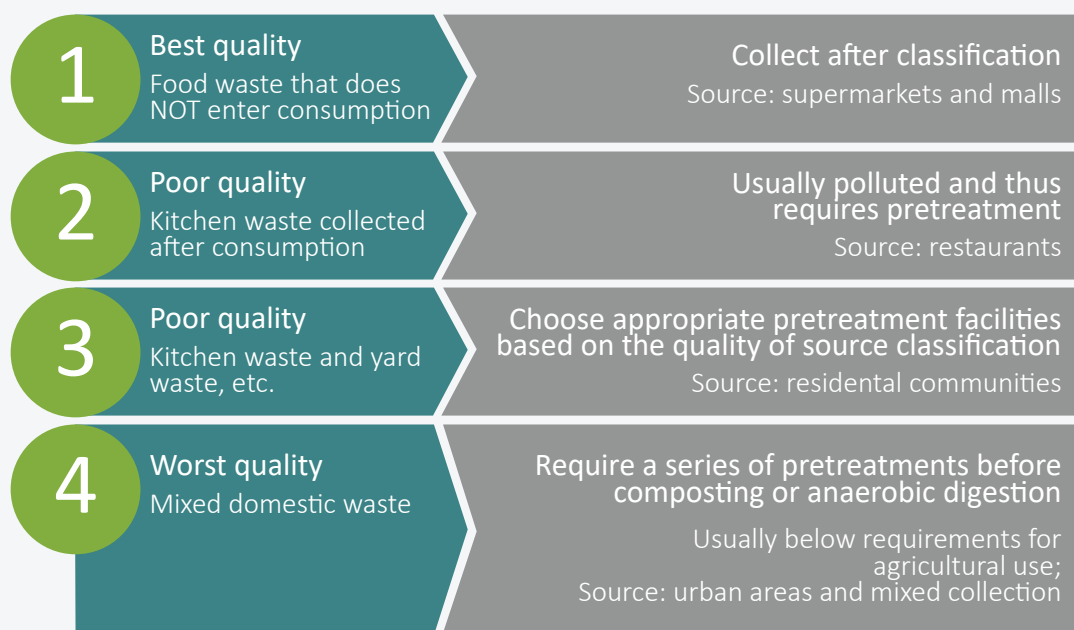 1
Best quality
Food waste that does
NOT enter consumption
Collect after classification
Source: supermarkets and malls
2
Poor quality
Kitchen waste collected
after consumption
Usually polluted and thus
requires pretreatment
Source: restaurants
3
Poor quality
Kitchen waste and yard
waste, etc.
Choose appropriate pretreatment facilities
based on the quality of source classification
Source: residental communities
4
Worst quality
Mixed domestic waste
Require a series of pretreatments before
composting or anaerobic digestion
Usually below requirements for
agricultural use;
Source: urban areas and mixed collection